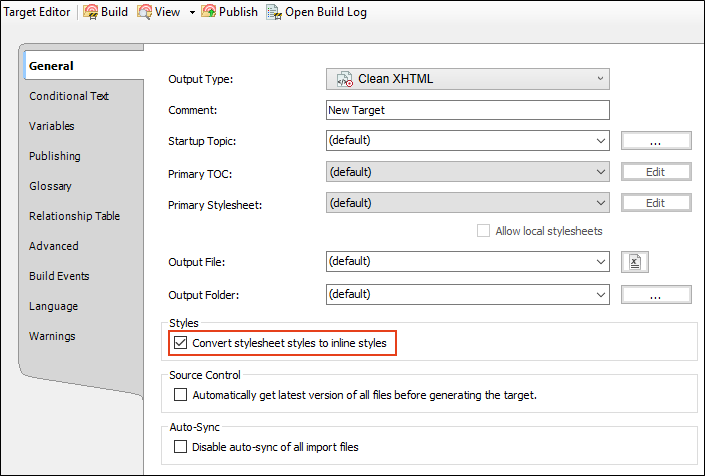 Target Editor Build View Publish Open Build Log
General
Conditional Text
Variables
Publishing
Glossary
Relationship Table
Advanced
Build Events
Language
Warnings
Output Type: Clean XHTML
Comment: New Target
Startup Topic: (default) ...
Primary TOC: (default) Edit
Primary Stylesheet: (default) Edit
Allow local stylesheets
Output File: (default)
Output Folder: (default) ...
Styles
Convert stylesheet styles to inline styles
Source Control
Automatically get latest version of all files before generating the target.
Auto-Sync
Disable auto-sync of all import files